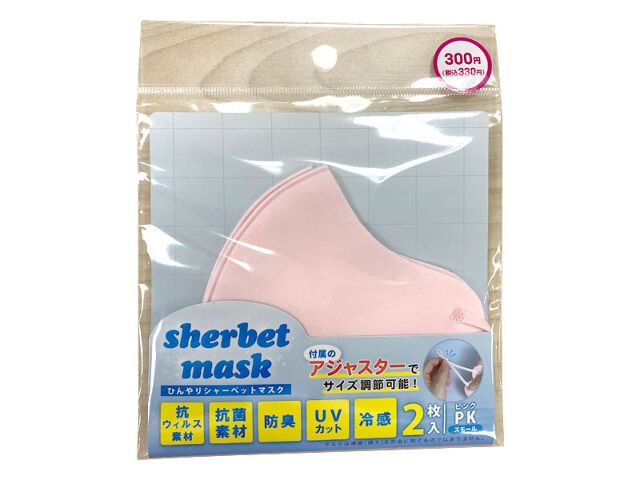 300円
(税込330円)
sherbet
mask
ひんやりシャーベットマスク
付属の
アジャスターで
サイズ調節可能！
抗
ウィルス
素材
抗菌
素材
防臭
UV
カット
冷感
2枚入
ピンク
PK
スモール